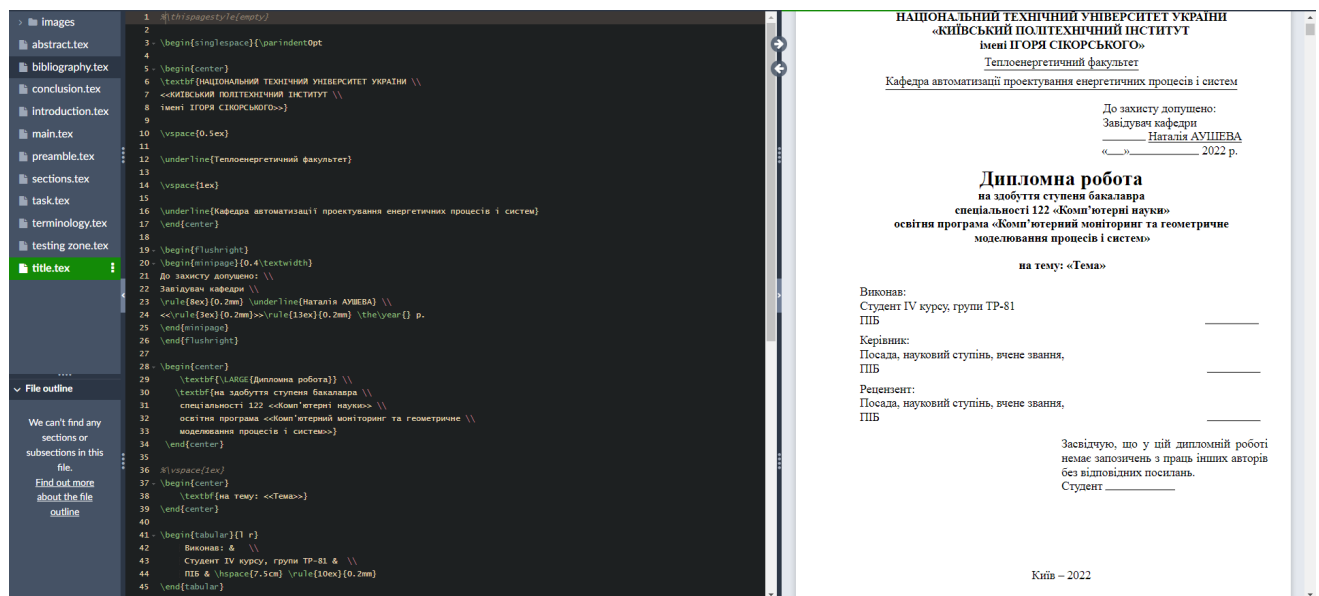 images
abstract.tex
bibliography.tex
conclusion.tex
introduction.tex
main.tex
preamble.tex
sections.tex
task.tex
terminology.tex
testing zone.tex
title.tex
File outline
We can't find any
sections or
subsections in this
file.
Find out more
about the file
outline
1 %\thispagestyle{empty}
2
3 \begin{singlespace}{\parindent0pt
4
5 \begin{center}
6 \textbf{НАЦІОНАЛЬНИЙ ТЕХНІЧНИЙ УНІВЕРСИТЕТ УКРАЇНИ \\
7 <<КИЇВСЬКИЙ ПОЛІТЕХНІЧНИЙ ІНСТИТУТ \\
8 імені ІГОРЯ СІКОРСЬКОГО>>}
9
10 \vspace{0.5ex}
11
12 \underline{Теплоенергетичний факультет}
13
14 \vspace{1ex}
15
16 \underline{Кафедра автоматизації проектування енергетичних процесів і систем}
17 \end{center}
18
19 \begin{flushright}
20 \begin{minipage}{0.4\textwidth}
21 До захисту допущено: \\
22 Завідувач кафедри \\
23 \rule{8ex}{0.2mm} \underline{Наталія АУШЕВА} \\
24 <<\rule{3ex}{0.2mm}>>\rule{13ex}{0.2mm} \the\year{} р.
25 \end{minipage}
26 \end{flushright}
27
28 \begin{center}
29 \textbf{\LARGE{Дипломна робота}} \\
30 \textbf{на здобуття ступеня бакалавра \\
31 спеціальності 122 <<Комп'ютерні науки>> \\
32 освітня програма <<Комп'ютерний моніторинг та геометричне \\
33 моделювання процесів і систем>>}
34 \end{center}
35
36 %\vspace{1ex}
37 \begin{center}
38 \textbf{на тему: <<Тема>>}
39 \end{center}
40
41 \begin{tabular}{l r}
42 Виконав: & \\
43 Студент IV курсу, групи ТР-81 & \\
44 ПІБ & \hspace{7.5cm} \rule{10ex}{0.2mm}
45 \end{tabular}
НАЦІОНАЛЬНИЙ ТЕХНІЧНИЙ УНІВЕРСИТЕТ УКРАЇНИ
«КИЇВСЬКИЙ ПОЛІТЕХНІЧНИЙ ІНСТИТУТ
імені ІГОРЯ СІКОРСЬКОГО»
Теплоенергетичний факультет
Кафедра автоматизації проектування енергетичних процесів і систем
До захисту допущено:
Завідувач кафедри
______ Наталія АУШЕВА
«__»_________ 2022 р.
Дипломна робота
на здобуття ступеня бакалавра
спеціальності 122 «Комп'ютерні науки»
освітня програма «Комп'ютерний моніторинг та геометричне
моделювання процесів і систем»
на тему: «Тема»
Виконав:
Студент IV курсу, групи ТР-81
ПІБ ________
Керівник:
Посада, науковий ступінь, вчене звання,
ПІБ ________
Рецензент:
Посада, науковий ступінь, вчене звання,
ПІБ ________
Засвідчую, що у цій дипломній роботі
немає запозичень з праць інших авторів
без відповідних посилань.
Студент __________
Київ – 2022